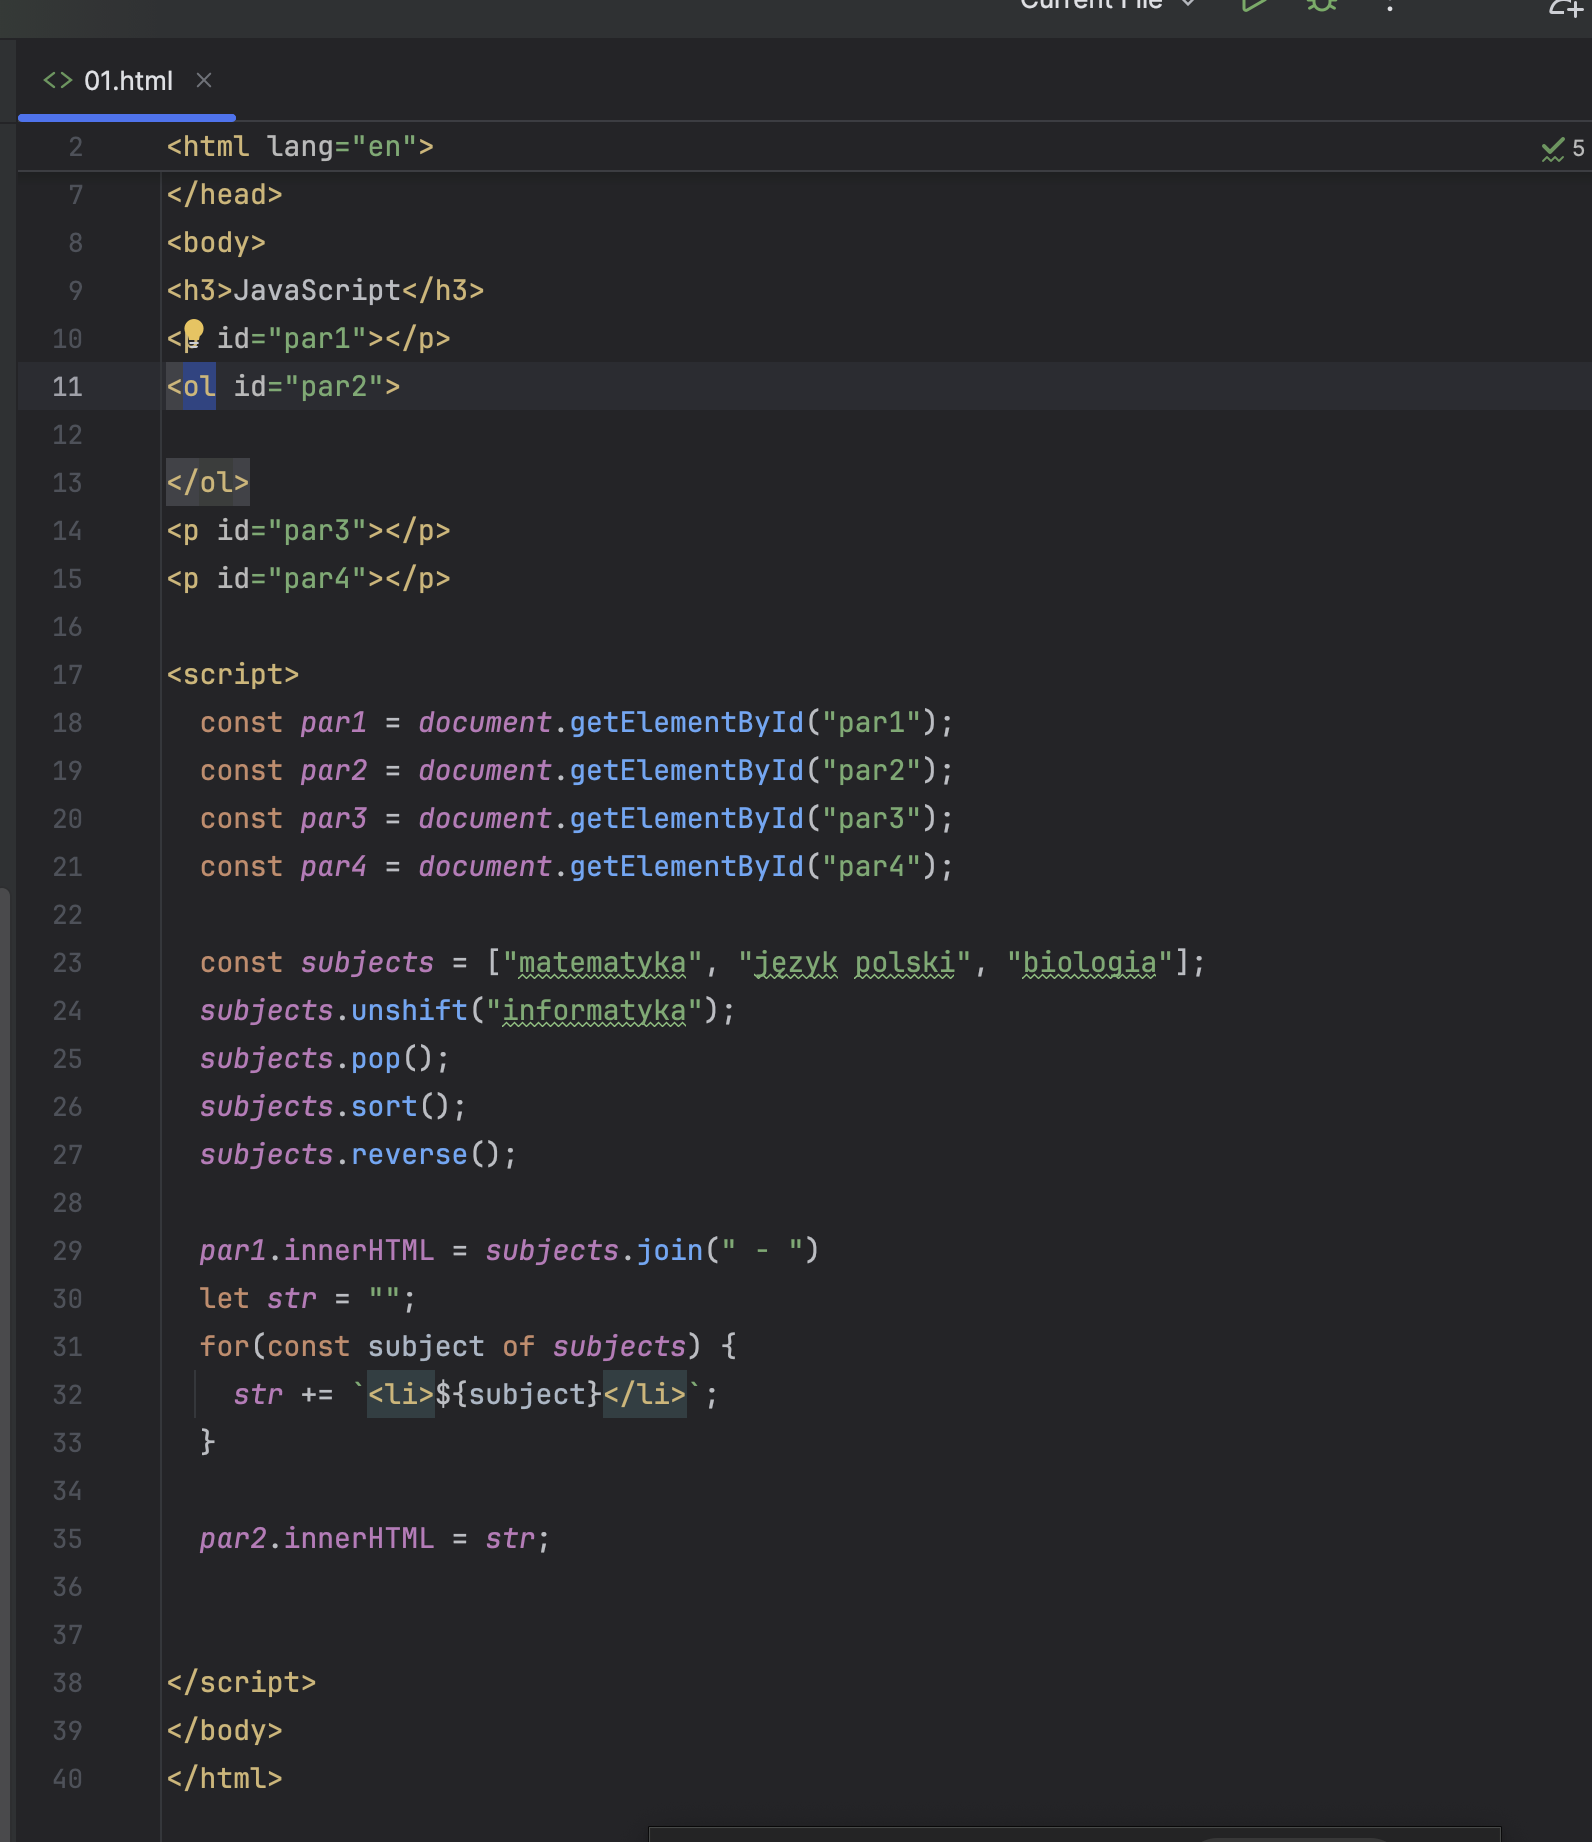 Current File
01.html
2 <html lang="en">
5
7 </head>
8 <body>
9 <h3>JavaScript</h3>
10 <p id="par1"></p>
11 <ol id="par2">
12
13 </ol>
14 <p id="par3"></p>
15 <p id="par4"></p>
16
17 <script>
18 const par1 = document.getElementById("par1");
19 const par2 = document.getElementById("par2");
20 const par3 = document.getElementById("par3");
21 const par4 = document.getElementById("par4");
22
23 const subjects = ["matematyka", "język polski", "biologia"];
24 subjects.unshift("informatyka");
25 subjects.pop();
26 subjects.sort();
27 subjects.reverse();
28
29 par1.innerHTML = subjects.join(" - ")
30 let str = "";
31 for(const subject of subjects) {
32 str += `<li>${subject}</li>`;
33 }
34
35 par2.innerHTML = str;
36
37
38 </script>
39 </body>
40 </html>